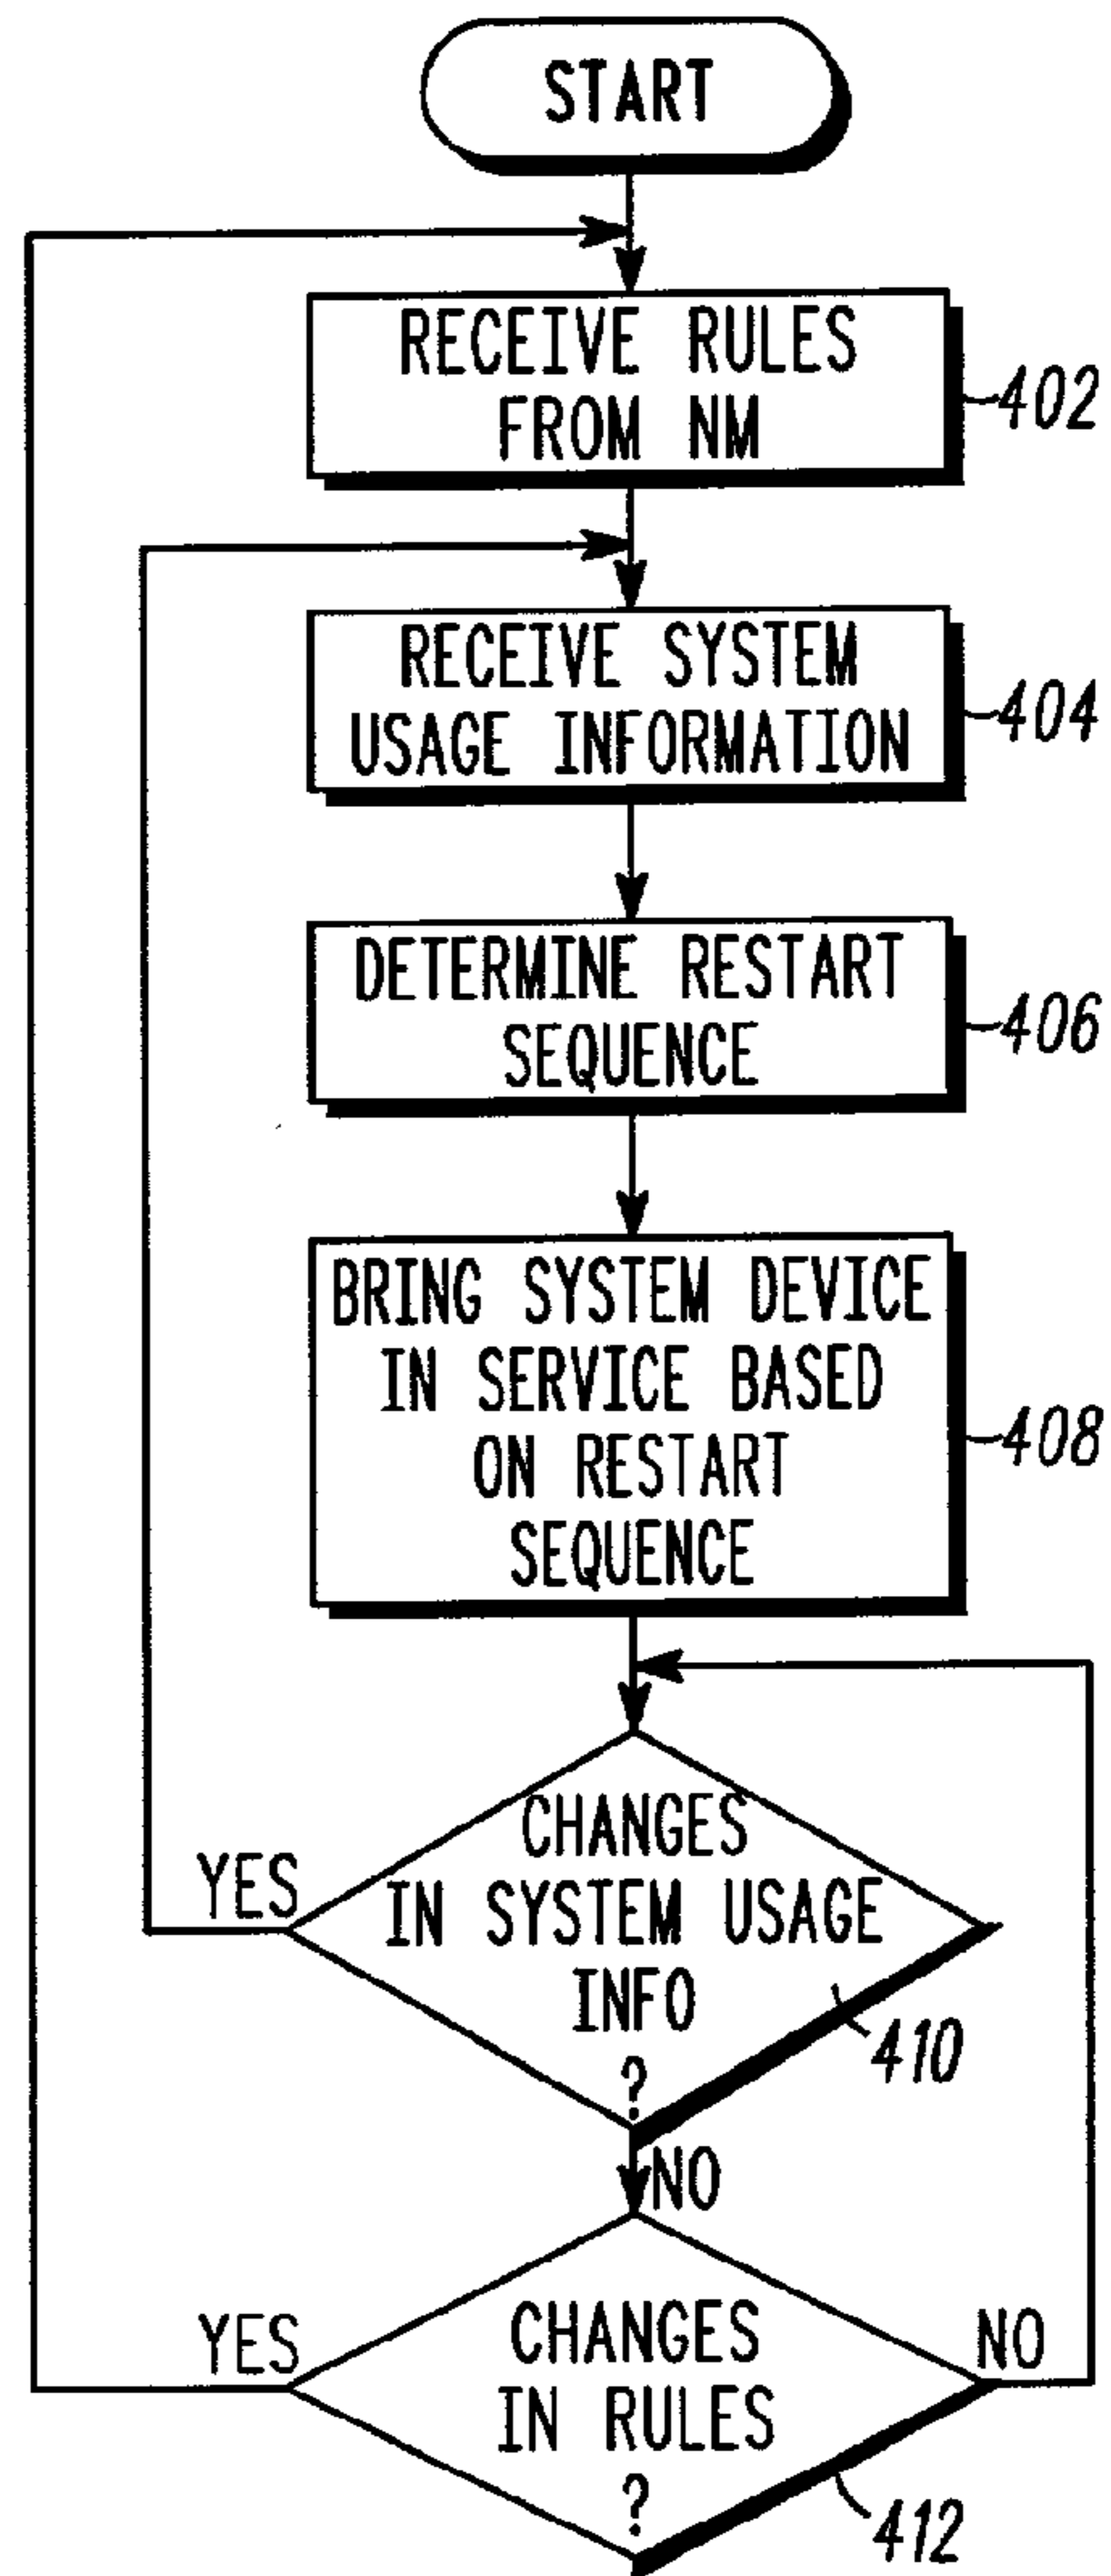 START
RECEIVE RULES
FROM NM
402
RECEIVE SYSTEM
USAGE INFORMATION
404
DETERMINE RESTART
SEQUENCE
406
BRING SYSTEM DEVICE
IN SERVICE BASED
ON RESTART
SEQUENCE
408
CHANGES
IN SYSTEM USAGE
INFO
?
YES
410
NO
CHANGES
IN RULES
?
YES
NO
412